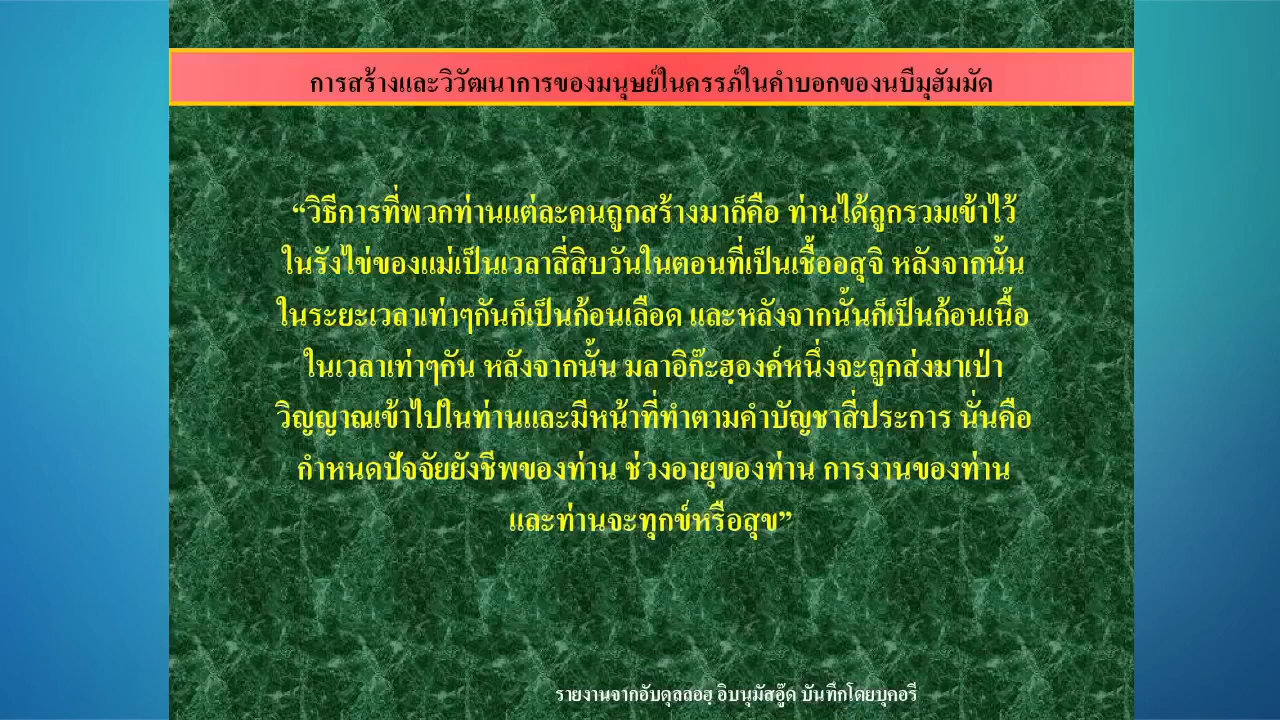 การสร้างและวิวัฒนาการของมนุษย์ในครรภ์ในคำบอกของนบีมุฮัมมัด
“วิธีการที่พวกท่านแต่ละคนถูกสร้างมาก็คือ ท่านได้ถูกรวมเข้าไว้
ในรังไข่ของแม่เป็นเวลาสี่สิบวันในตอนที่เป็นเชื้ออสุจิ หลังจากนั้น
ในระยะเวลาเท่าๆกันก็เป็นก้อนเลือด และหลังจากนั้นก็เป็นก้อนเนื้อ
ในเวลาเท่าๆกัน หลังจากนั้น มลาอิก๊ะฮฺองค์หนึ่งจะถูกส่งมาเป่า
วิญญาณเข้าไปในท่านและมีหน้าที่ทำตามคำบัญชาสี่ประการ นั่นคือ
กำหนดปัจจัยยังชีพของท่าน ช่วงอายุของท่าน การงานของท่าน
และท่านจะทุกข์หรือสุข”
รายงานจากอับดุลลอฮฺ อิบนุมัสอู๊ด บันทึกโดยบุคอรี